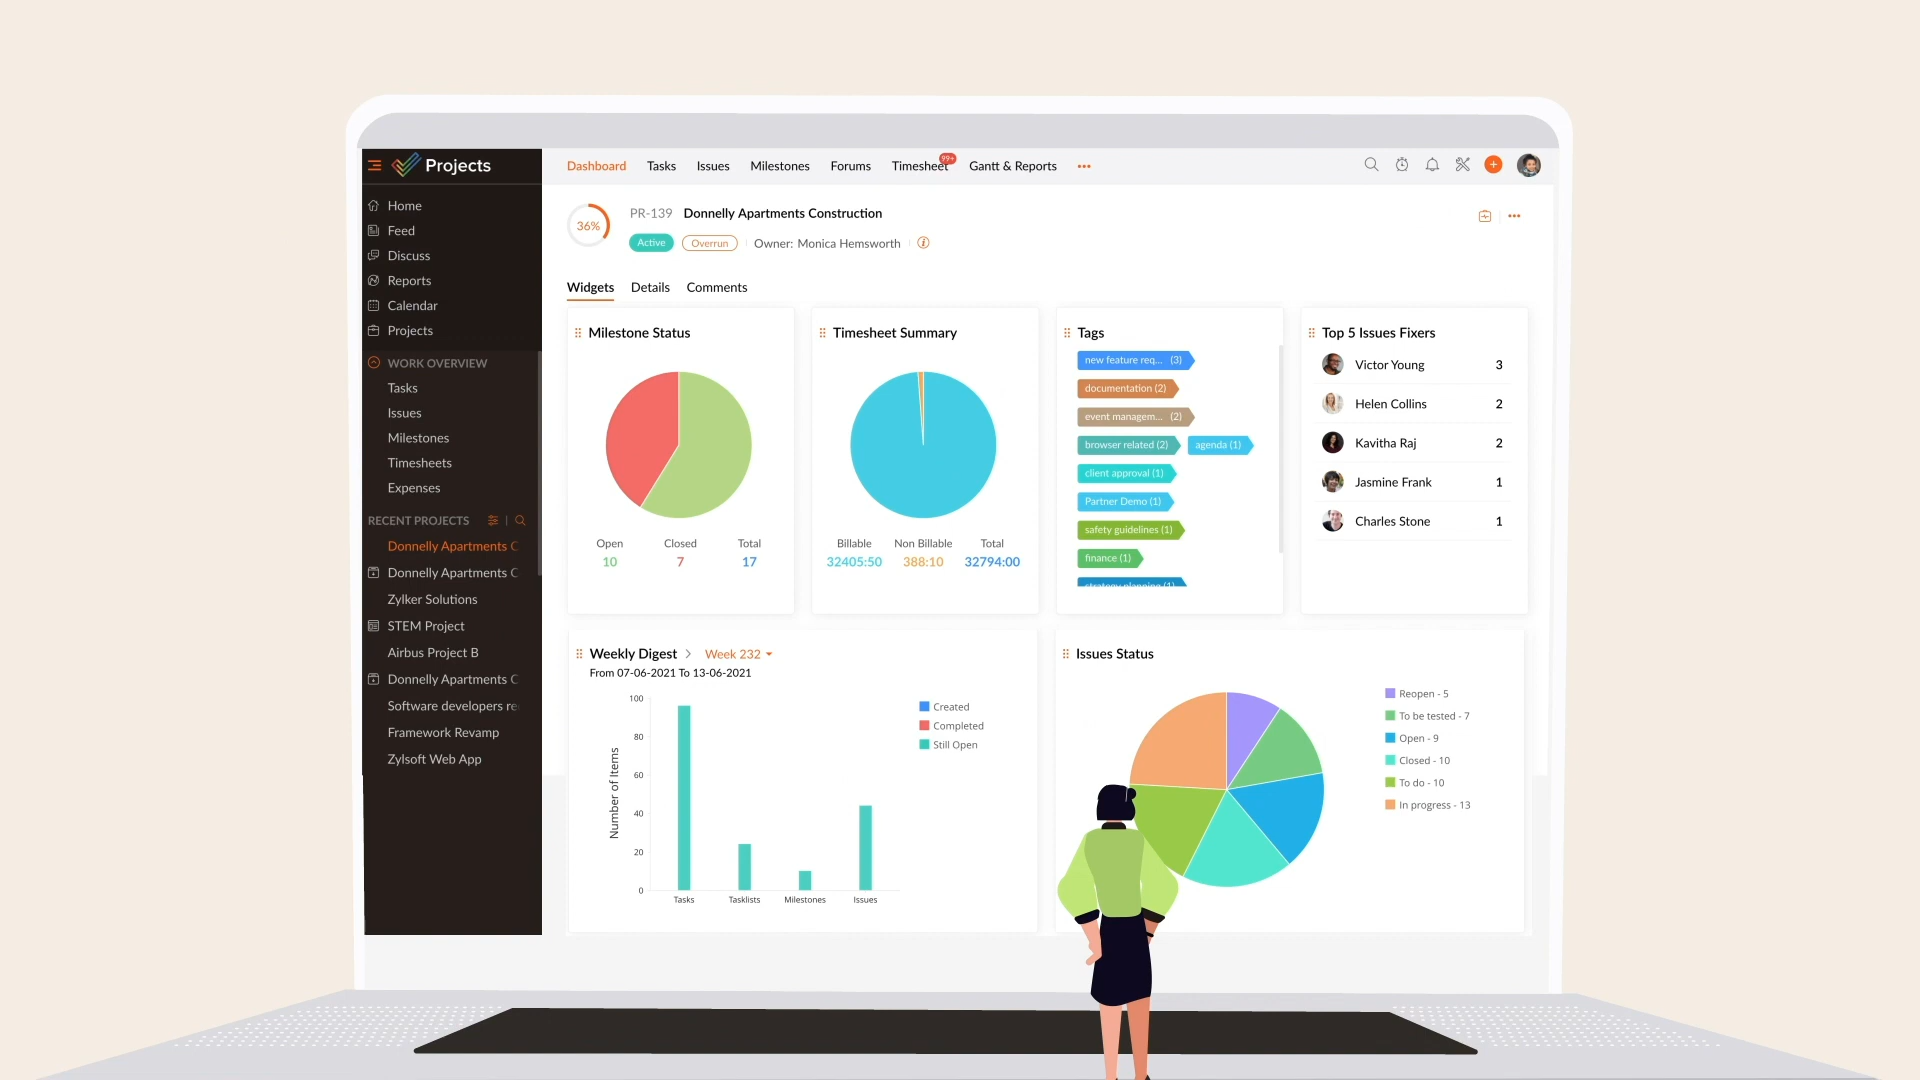 Projects
Dashboard Tasks Issues Milestones Forums Timesheet 99+ Gantt & Reports
Home
Feed
Discuss
Reports
Calendar
Projects
WORK OVERVIEW
Tasks
Issues
Milestones
Timesheets
Expenses
RECENT PROJECTS
Donnelly Apartments C
Donnelly Apartments C
Zylker Solutions
STEM Project
Airbus Project B
Donnelly Apartments C
Software developers re
Framework Revamp
Zylsoft Web App
36%
PR-139 Donnelly Apartments Construction
Active Overrun Owner: Monica Hemsworth
Widgets Details Comments
Milestone Status
Open Closed Total
10 7 17
Timesheet Summary
Billable Non Billable Total
32405:50 388:10 32794:00
Tags
new feature req... (3)
documentation (2)
event managem... (2)
browser related (2) agenda (1)
client approval (1)
Partner Demo (1)
safety guidelines (1)
finance (1)
strategy planning (1)
Top 5 Issues Fixers
Victor Young 3
Helen Collins 2
Kavitha Raj 2
Jasmine Frank 1
Charles Stone 1
Weekly Digest > Week 232
From 07-06-2021 To 13-06-2021
Number of Items
100
80
60
40
20
0
Tasks Tasklists Milestones Issues
Created
Completed
Still Open
Issues Status
Reopen - 5
To be tested - 7
Open - 9
Closed - 10
To do - 10
In progress - 13